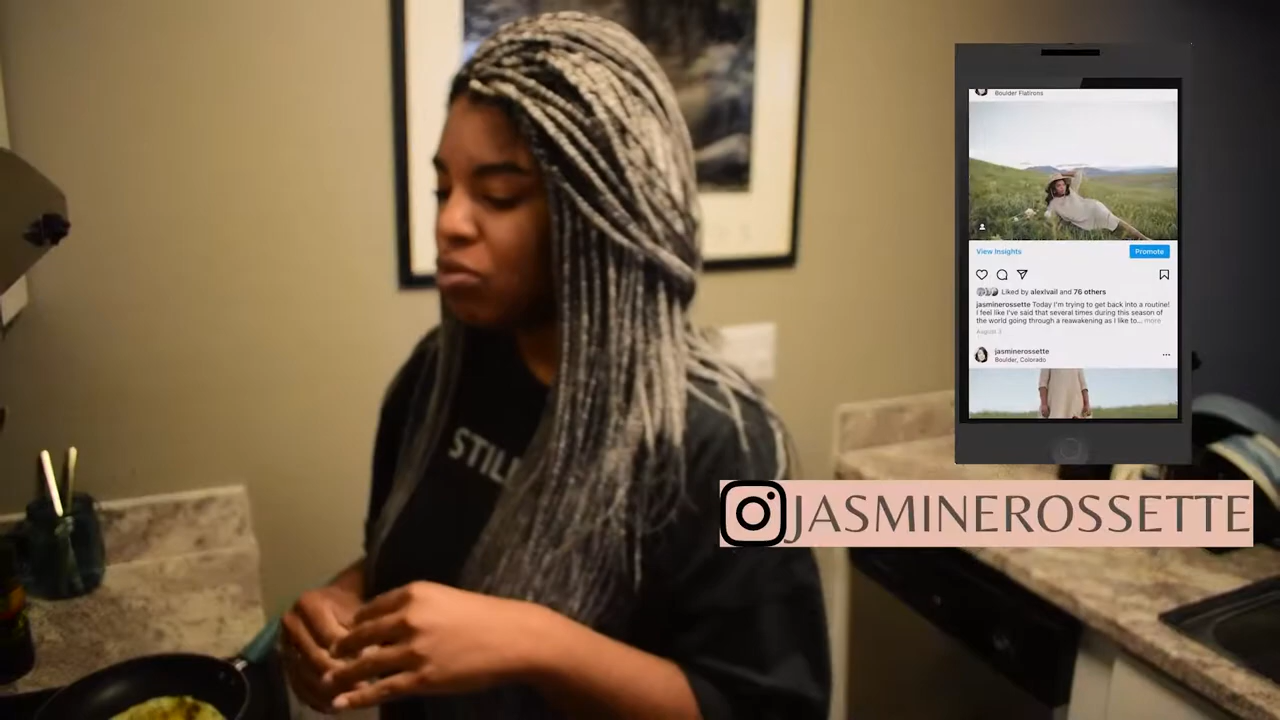 STILL
Boulder Flatirons
View Insights
Promote
Liked by alexlvail and 76 others
jasminerossette Today I'm trying to get back into a routine!
I feel like I've said that several times during this season of
the world going through a reawakening as I like to... more
August 3
jasminerossette
Boulder, Colorado
JASMINEROSSETTE